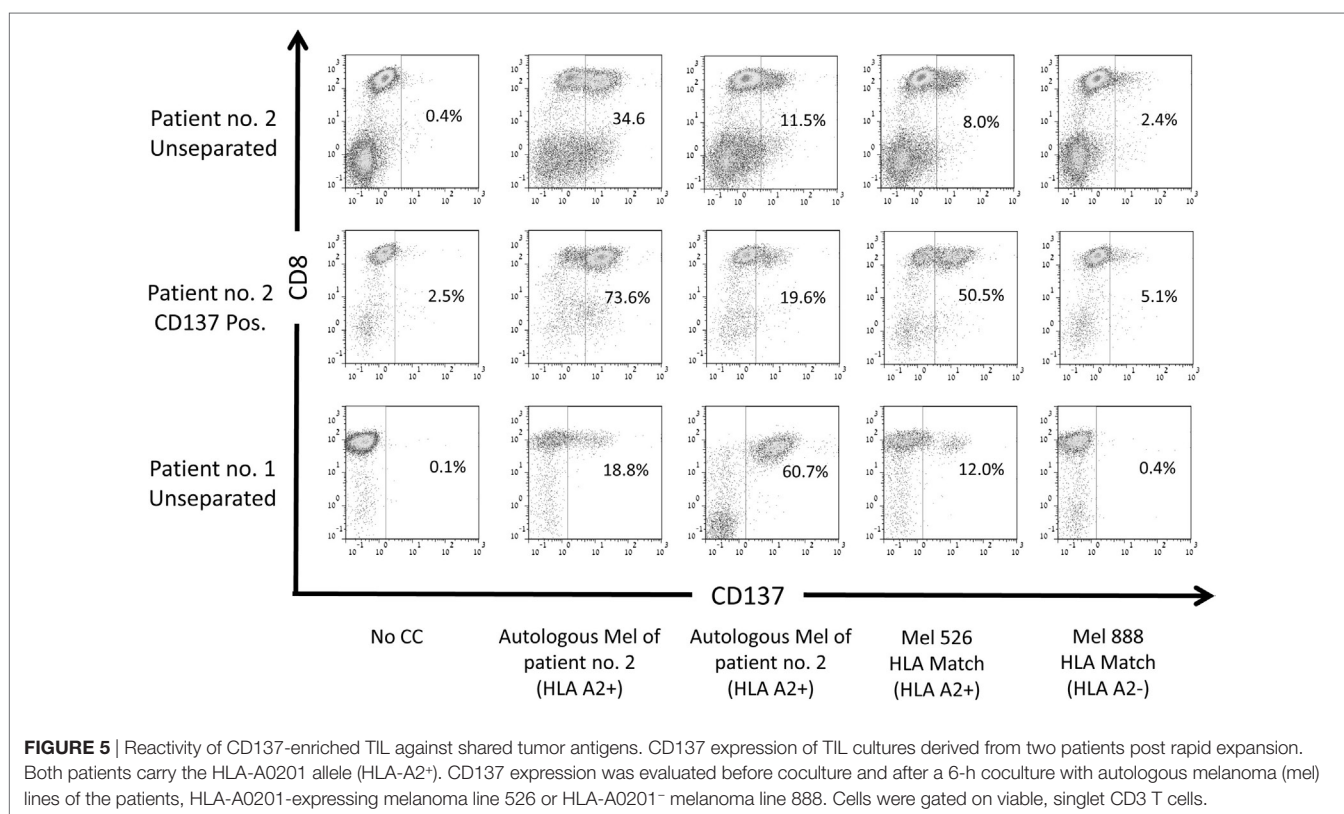 Patient no. 2
Unseparated
0.4%
34.6
11.5%
8.0%
2.4%
Patient no. 2
CD137 Pos.
2.5%
73.6%
19.6%
50.5%
5.1%
Patient no. 1
Unseparated
0.1%
18.8%
60.7%
12.0%
0.4%
CD8
CD137
No CC
Autologous Mel of
patient no. 2
(HLA A2+)
Autologous Mel of
patient no. 2
(HLA A2+)
Mel 526
HLA Match
(HLA A2+)
Mel 888
HLA Match
(HLA A2-)
FIGURE 5 | Reactivity of CD137-enriched TIL against shared tumor antigens. CD137 expression of TIL cultures derived from two patients post rapid expansion.
Both patients carry the HLA-A0201 allele (HLA-A2⁺). CD137 expression was evaluated before coculture and after a 6-h coculture with autologous melanoma (mel)
lines of the patients, HLA-A0201-expressing melanoma line 526 or HLA-A0201⁻ melanoma line 888. Cells were gated on viable, singlet CD3 T cells.